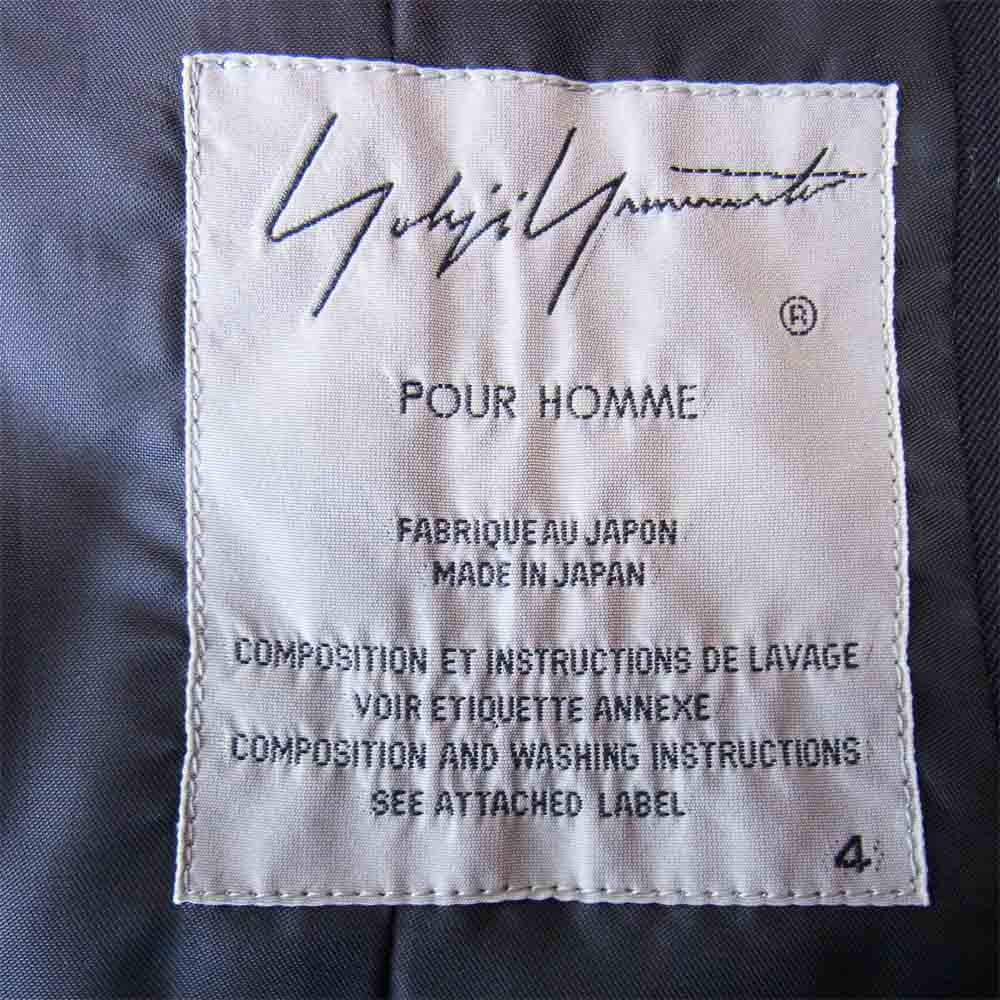 Yohji Yamamoto
®
POUR HOMME
FABRIQUE AU JAPON
MADE IN JAPAN
COMPOSITION ET INSTRUCTIONS DE LAVAGE
VOIR ETIQUETTE ANNEXE
COMPOSITION AND WASHING INSTRUCTIONS
SEE ATTACHED LABEL
4